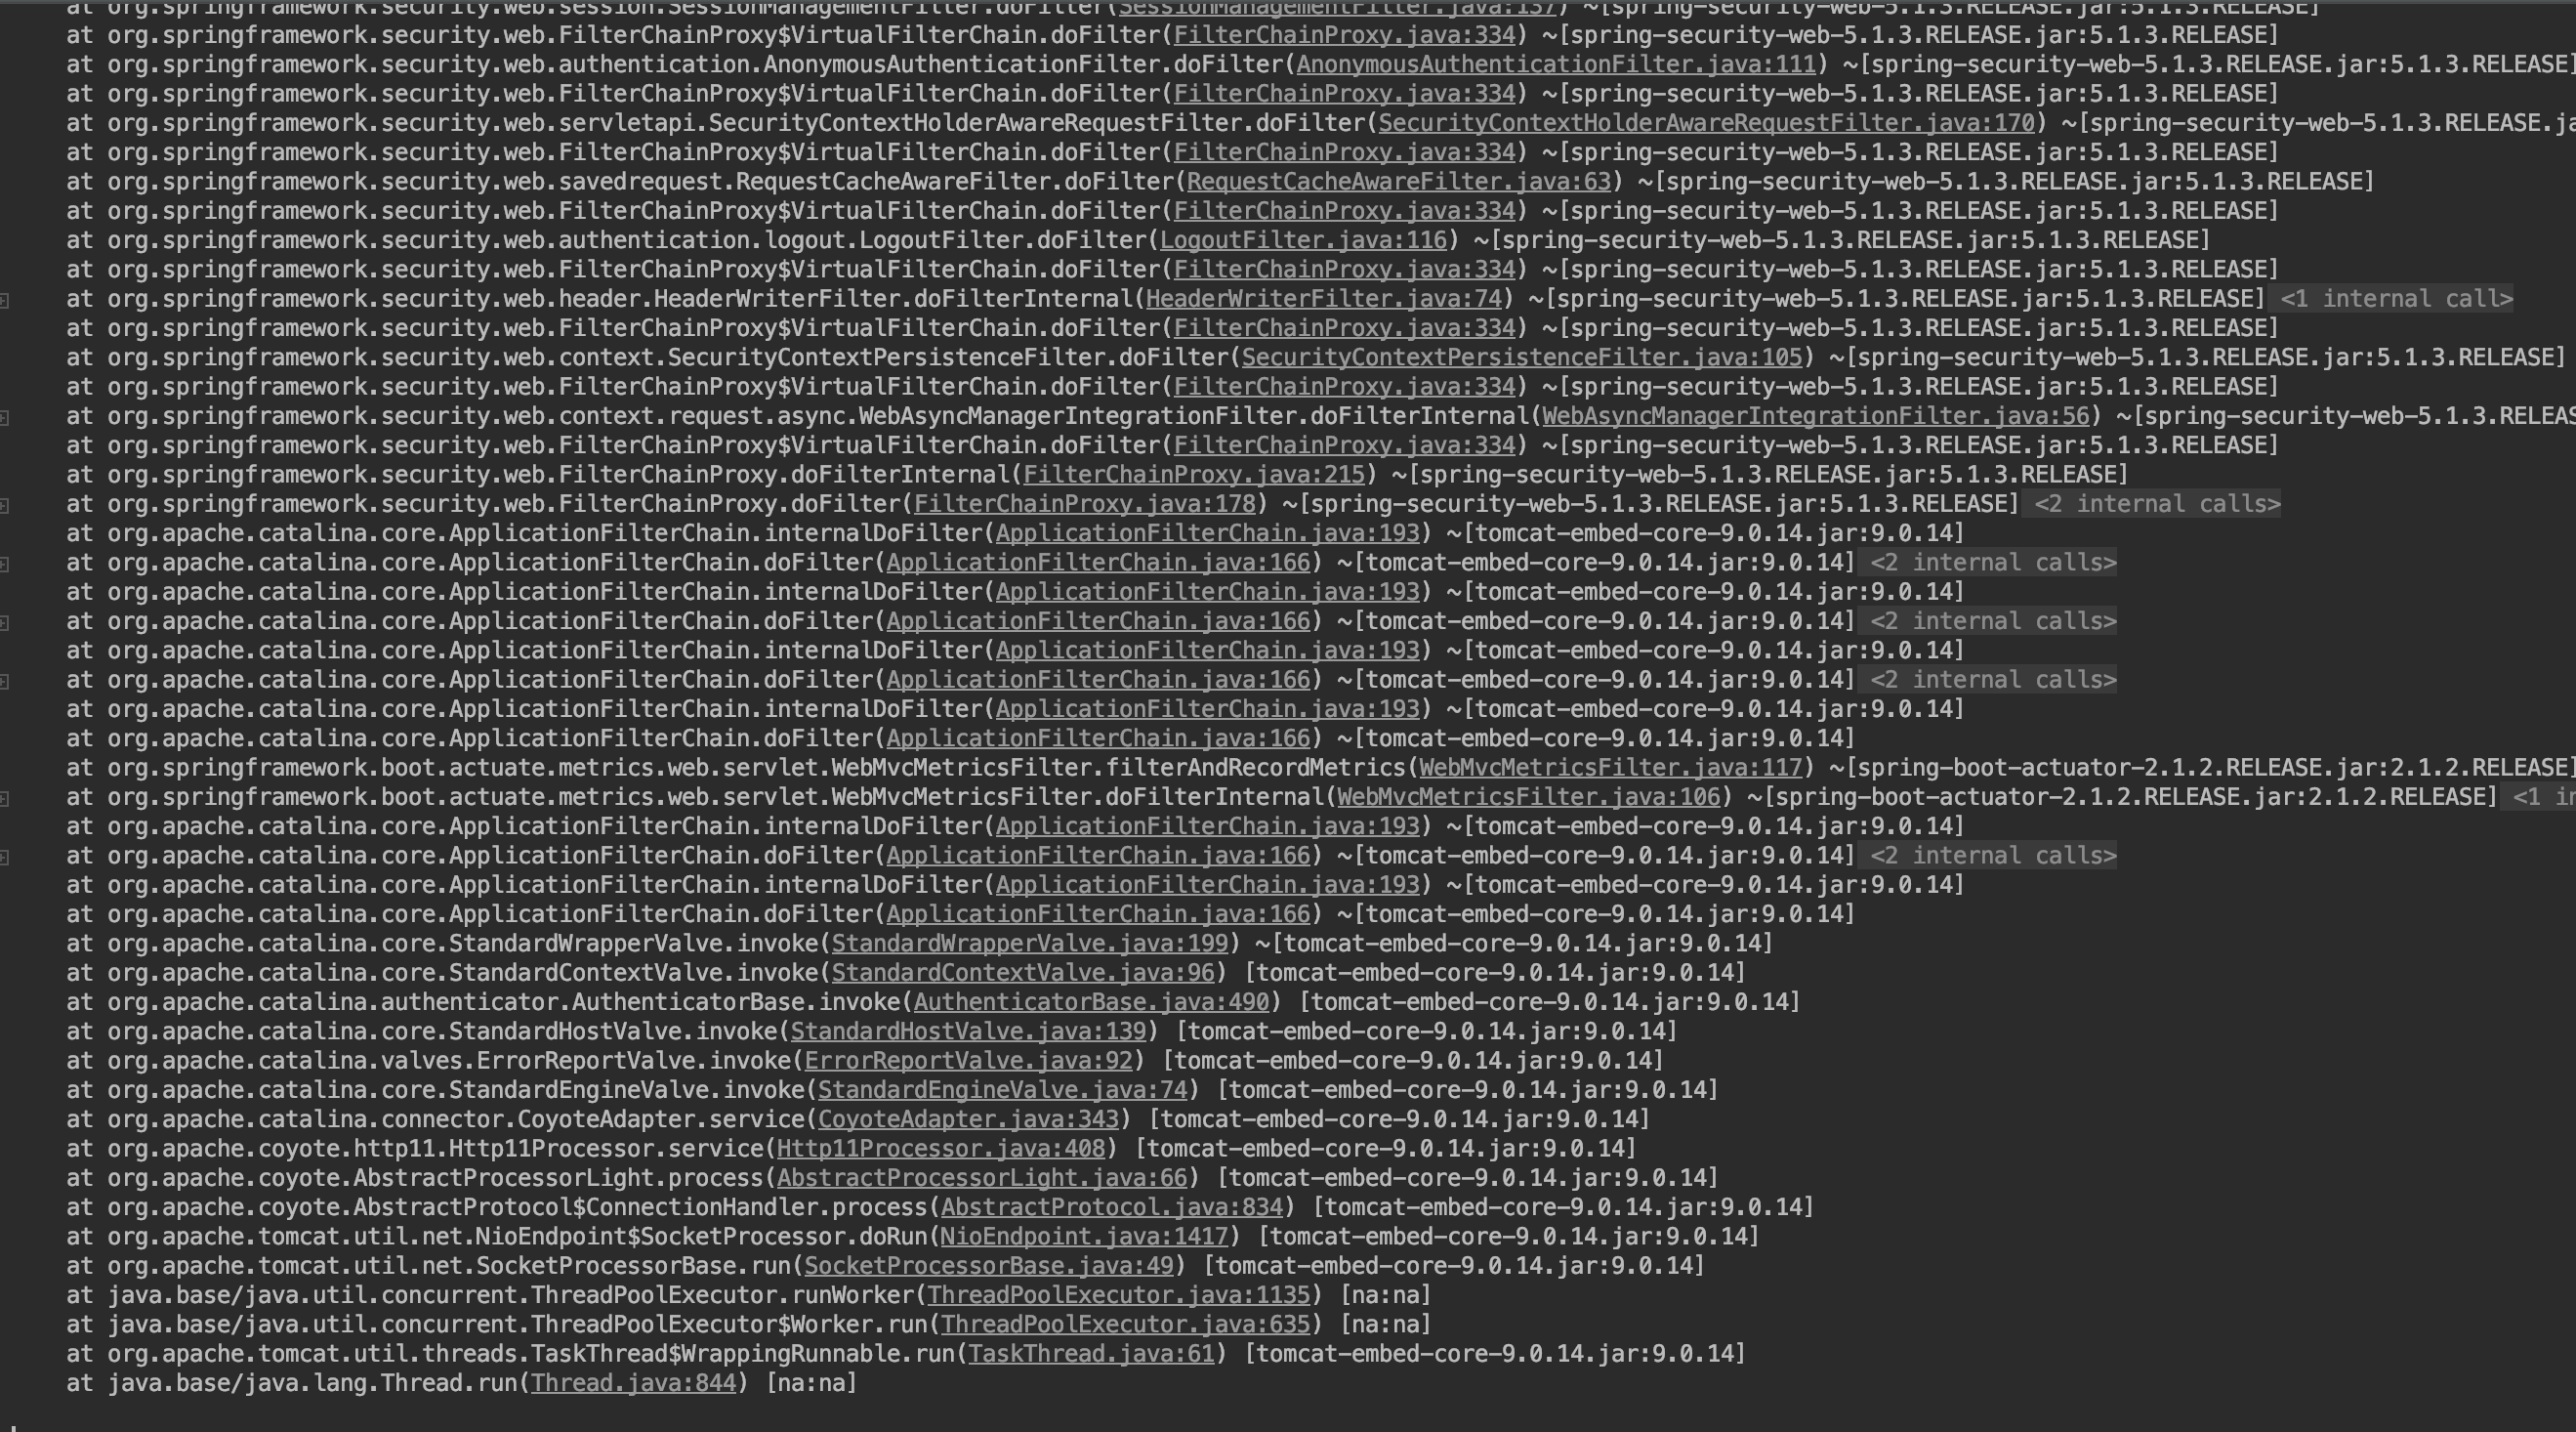 at org.springframework.security.web.session.SessionManagementFilter.doFilter(SessionManagementFilter.java:137) ~[spring-security-web-5.1.3.RELEASE.jar:5.1.3.RELEASE]
at org.springframework.security.web.FilterChainProxy$VirtualFilterChain.doFilter(FilterChainProxy.java:334) ~[spring-security-web-5.1.3.RELEASE.jar:5.1.3.RELEASE]
at org.springframework.security.web.authentication.AnonymousAuthenticationFilter.doFilter(AnonymousAuthenticationFilter.java:111) ~[spring-security-web-5.1.3.RELEASE.jar:5.1.3.RELEASE]
at org.springframework.security.web.FilterChainProxy$VirtualFilterChain.doFilter(FilterChainProxy.java:334) ~[spring-security-web-5.1.3.RELEASE.jar:5.1.3.RELEASE]
at org.springframework.security.web.servletapi.SecurityContextHolderAwareRequestFilter.doFilter(SecurityContextHolderAwareRequestFilter.java:170) ~[spring-security-web-5.1.3.RELEASE.ja
at org.springframework.security.web.FilterChainProxy$VirtualFilterChain.doFilter(FilterChainProxy.java:334) ~[spring-security-web-5.1.3.RELEASE.jar:5.1.3.RELEASE]
at org.springframework.security.web.savedrequest.RequestCacheAwareFilter.doFilter(RequestCacheAwareFilter.java:63) ~[spring-security-web-5.1.3.RELEASE.jar:5.1.3.RELEASE]
at org.springframework.security.web.FilterChainProxy$VirtualFilterChain.doFilter(FilterChainProxy.java:334) ~[spring-security-web-5.1.3.RELEASE.jar:5.1.3.RELEASE]
at org.springframework.security.web.authentication.logout.LogoutFilter.doFilter(LogoutFilter.java:116) ~[spring-security-web-5.1.3.RELEASE.jar:5.1.3.RELEASE]
at org.springframework.security.web.FilterChainProxy$VirtualFilterChain.doFilter(FilterChainProxy.java:334) ~[spring-security-web-5.1.3.RELEASE.jar:5.1.3.RELEASE]
at org.springframework.security.web.header.HeaderWriterFilter.doFilterInternal(HeaderWriterFilter.java:74) ~[spring-security-web-5.1.3.RELEASE.jar:5.1.3.RELEASE] <1 internal call>
at org.springframework.security.web.FilterChainProxy$VirtualFilterChain.doFilter(FilterChainProxy.java:334) ~[spring-security-web-5.1.3.RELEASE.jar:5.1.3.RELEASE]
at org.springframework.security.web.context.SecurityContextPersistenceFilter.doFilter(SecurityContextPersistenceFilter.java:105) ~[spring-security-web-5.1.3.RELEASE.jar:5.1.3.RELEASE]
at org.springframework.security.web.FilterChainProxy$VirtualFilterChain.doFilter(FilterChainProxy.java:334) ~[spring-security-web-5.1.3.RELEASE.jar:5.1.3.RELEASE]
at org.springframework.security.web.context.request.async.WebAsyncManagerIntegrationFilter.doFilterInternal(WebAsyncManagerIntegrationFilter.java:56) ~[spring-security-web-5.1.3.RELEAS
at org.springframework.security.web.FilterChainProxy$VirtualFilterChain.doFilter(FilterChainProxy.java:334) ~[spring-security-web-5.1.3.RELEASE.jar:5.1.3.RELEASE]
at org.springframework.security.web.FilterChainProxy.doFilterInternal(FilterChainProxy.java:215) ~[spring-security-web-5.1.3.RELEASE.jar:5.1.3.RELEASE]
at org.springframework.security.web.FilterChainProxy.doFilter(FilterChainProxy.java:178) ~[spring-security-web-5.1.3.RELEASE.jar:5.1.3.RELEASE] <2 internal calls>
at org.apache.catalina.core.ApplicationFilterChain.internalDoFilter(ApplicationFilterChain.java:193) ~[tomcat-embed-core-9.0.14.jar:9.0.14]
at org.apache.catalina.core.ApplicationFilterChain.doFilter(ApplicationFilterChain.java:166) ~[tomcat-embed-core-9.0.14.jar:9.0.14] <2 internal calls>
at org.apache.catalina.core.ApplicationFilterChain.internalDoFilter(ApplicationFilterChain.java:193) ~[tomcat-embed-core-9.0.14.jar:9.0.14]
at org.apache.catalina.core.ApplicationFilterChain.doFilter(ApplicationFilterChain.java:166) ~[tomcat-embed-core-9.0.14.jar:9.0.14] <2 internal calls>
at org.apache.catalina.core.ApplicationFilterChain.internalDoFilter(ApplicationFilterChain.java:193) ~[tomcat-embed-core-9.0.14.jar:9.0.14]
at org.apache.catalina.core.ApplicationFilterChain.doFilter(ApplicationFilterChain.java:166) ~[tomcat-embed-core-9.0.14.jar:9.0.14] <2 internal calls>
at org.apache.catalina.core.ApplicationFilterChain.internalDoFilter(ApplicationFilterChain.java:193) ~[tomcat-embed-core-9.0.14.jar:9.0.14]
at org.apache.catalina.core.ApplicationFilterChain.doFilter(ApplicationFilterChain.java:166) ~[tomcat-embed-core-9.0.14.jar:9.0.14]
at org.springframework.boot.actuate.metrics.web.servlet.WebMvcMetricsFilter.filterAndRecordMetrics(WebMvcMetricsFilter.java:117) ~[spring-boot-actuator-2.1.2.RELEASE.jar:2.1.2.RELEASE]
at org.springframework.boot.actuate.metrics.web.servlet.WebMvcMetricsFilter.doFilterInternal(WebMvcMetricsFilter.java:106) ~[spring-boot-actuator-2.1.2.RELEASE.jar:2.1.2.RELEASE] <1 in
at org.apache.catalina.core.ApplicationFilterChain.internalDoFilter(ApplicationFilterChain.java:193) ~[tomcat-embed-core-9.0.14.jar:9.0.14]
at org.apache.catalina.core.ApplicationFilterChain.doFilter(ApplicationFilterChain.java:166) ~[tomcat-embed-core-9.0.14.jar:9.0.14] <2 internal calls>
at org.apache.catalina.core.ApplicationFilterChain.internalDoFilter(ApplicationFilterChain.java:193) ~[tomcat-embed-core-9.0.14.jar:9.0.14]
at org.apache.catalina.core.ApplicationFilterChain.doFilter(ApplicationFilterChain.java:166) ~[tomcat-embed-core-9.0.14.jar:9.0.14]
at org.apache.catalina.core.StandardWrapperValve.invoke(StandardWrapperValve.java:199) ~[tomcat-embed-core-9.0.14.jar:9.0.14]
at org.apache.catalina.core.StandardContextValve.invoke(StandardContextValve.java:96) [tomcat-embed-core-9.0.14.jar:9.0.14]
at org.apache.catalina.authenticator.AuthenticatorBase.invoke(AuthenticatorBase.java:490) [tomcat-embed-core-9.0.14.jar:9.0.14]
at org.apache.catalina.core.StandardHostValve.invoke(StandardHostValve.java:139) [tomcat-embed-core-9.0.14.jar:9.0.14]
at org.apache.catalina.valves.ErrorReportValve.invoke(ErrorReportValve.java:92) [tomcat-embed-core-9.0.14.jar:9.0.14]
at org.apache.catalina.core.StandardEngineValve.invoke(StandardEngineValve.java:74) [tomcat-embed-core-9.0.14.jar:9.0.14]
at org.apache.catalina.connector.CoyoteAdapter.service(CoyoteAdapter.java:343) [tomcat-embed-core-9.0.14.jar:9.0.14]
at org.apache.coyote.http11.Http11Processor.service(Http11Processor.java:408) [tomcat-embed-core-9.0.14.jar:9.0.14]
at org.apache.coyote.AbstractProcessorLight.process(AbstractProcessorLight.java:66) [tomcat-embed-core-9.0.14.jar:9.0.14]
at org.apache.coyote.AbstractProtocol$ConnectionHandler.process(AbstractProtocol.java:834) [tomcat-embed-core-9.0.14.jar:9.0.14]
at org.apache.tomcat.util.net.NioEndpoint$SocketProcessor.doRun(NioEndpoint.java:1417) [tomcat-embed-core-9.0.14.jar:9.0.14]
at org.apache.tomcat.util.net.SocketProcessorBase.run(SocketProcessorBase.java:49) [tomcat-embed-core-9.0.14.jar:9.0.14]
at java.base/java.util.concurrent.ThreadPoolExecutor.runWorker(ThreadPoolExecutor.java:1135) [na:na]
at java.base/java.util.concurrent.ThreadPoolExecutor$Worker.run(ThreadPoolExecutor.java:635) [na:na]
at org.apache.tomcat.util.threads.TaskThread$WrappingRunnable.run(TaskThread.java:61) [tomcat-embed-core-9.0.14.jar:9.0.14]
at java.base/java.lang.Thread.run(Thread.java:844) [na:na]